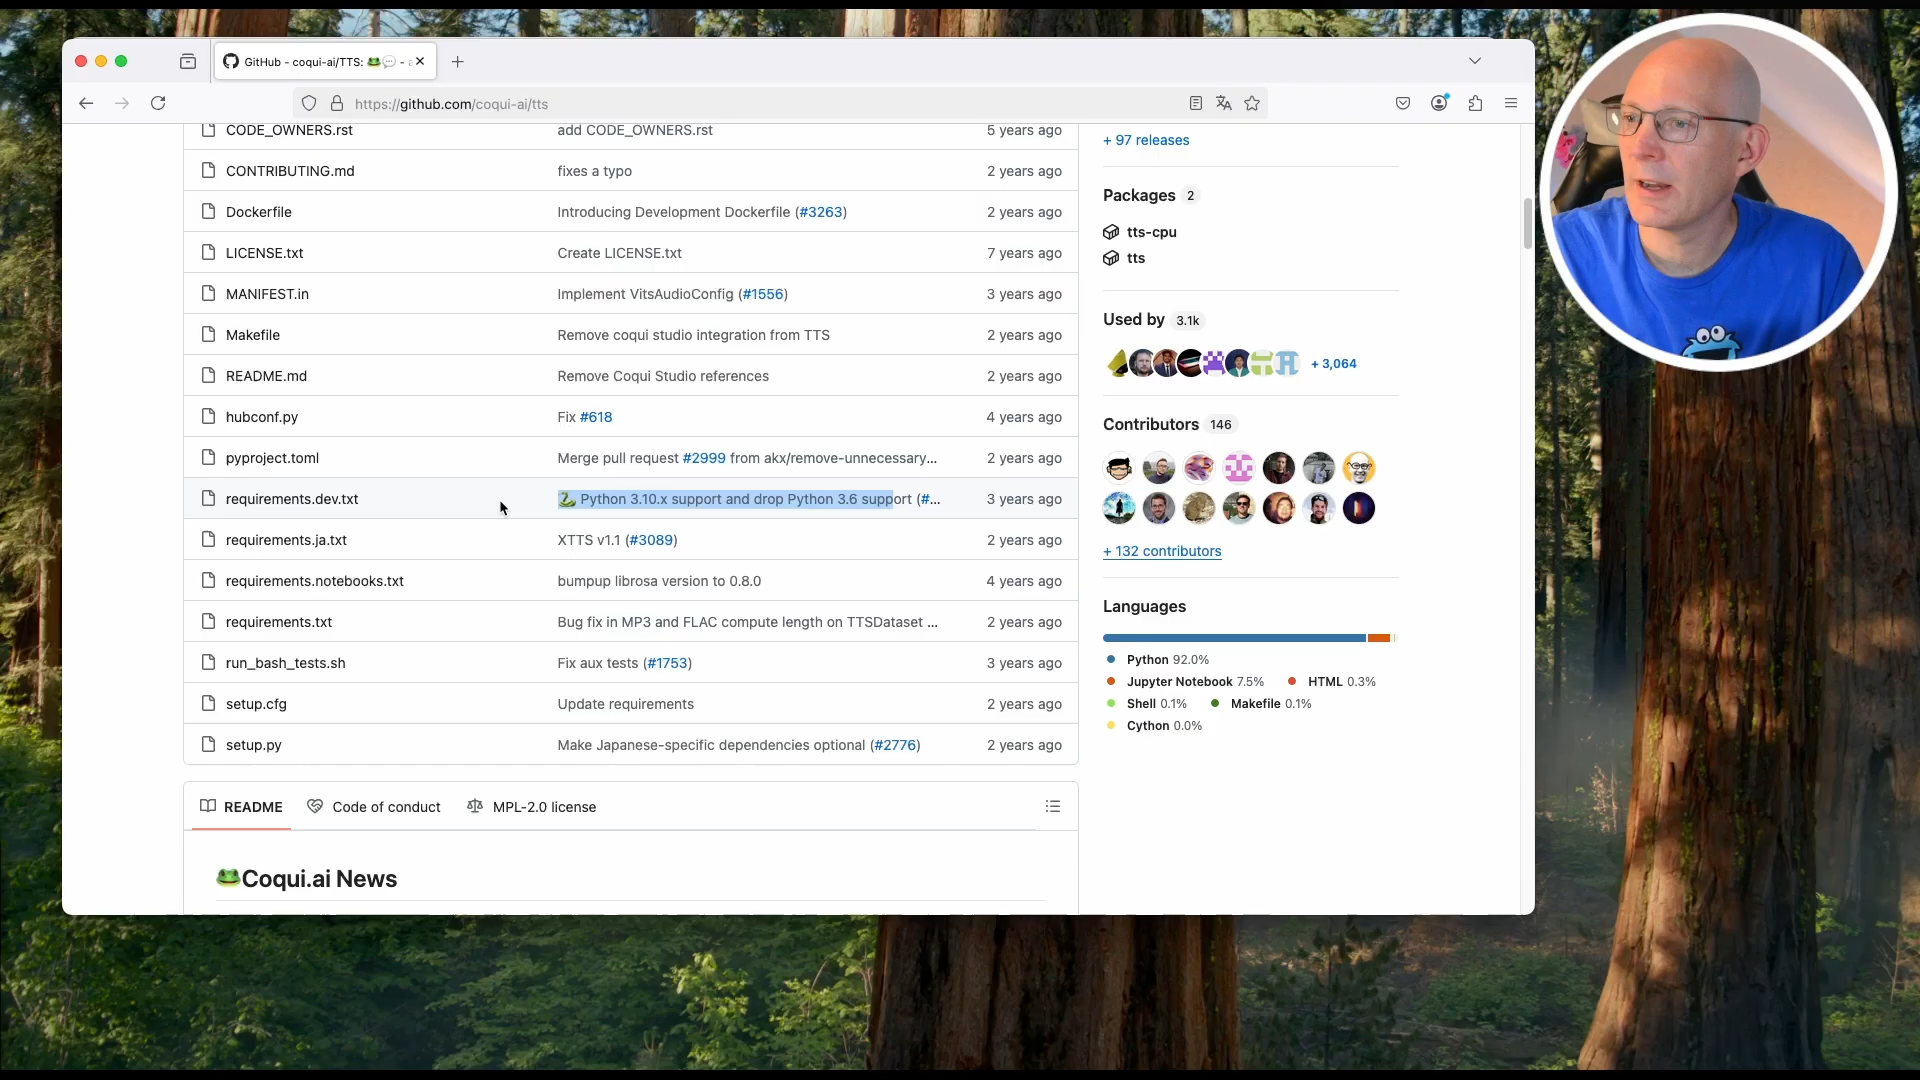 GitHub - coqui-ai/TTS: 🐸💬 - a
https://github.com/coqui-ai/tts
CODE_OWNERS.rst add CODE_OWNERS.rst 5 years ago
CONTRIBUTING.md fixes a typo 2 years ago
Dockerfile Introducing Development Dockerfile (#3263) 2 years ago
LICENSE.txt Create LICENSE.txt 7 years ago
MANIFEST.in Implement VitsAudioConfig (#1556) 3 years ago
Makefile Remove coqui studio integration from TTS 2 years ago
README.md Remove Coqui Studio references 2 years ago
hubconf.py Fix #618 4 years ago
pyproject.toml Merge pull request #2999 from akx/remove-unnecessary... 2 years ago
requirements.dev.txt 🐍 Python 3.10.x support and drop Python 3.6 support (#... 3 years ago
requirements.ja.txt XTTS v1.1 (#3089) 2 years ago
requirements.notebooks.txt bumpup librosa version to 0.8.0 4 years ago
requirements.txt Bug fix in MP3 and FLAC compute length on TTSDataset ... 2 years ago
run_bash_tests.sh Fix aux tests (#1753) 3 years ago
setup.cfg Update requirements 2 years ago
setup.py Make Japanese-specific dependencies optional (#2776) 2 years ago
README Code of conduct MPL-2.0 license
🐸Coqui.ai News
+ 97 releases
Packages 2
tts-cpu
tts
Used by 3.1k
+ 3,064
Contributors 146
+ 132 contributors
Languages
Python 92.0%
Jupyter Notebook 7.5% HTML 0.3%
Shell 0.1% Makefile 0.1%
Cython 0.0%